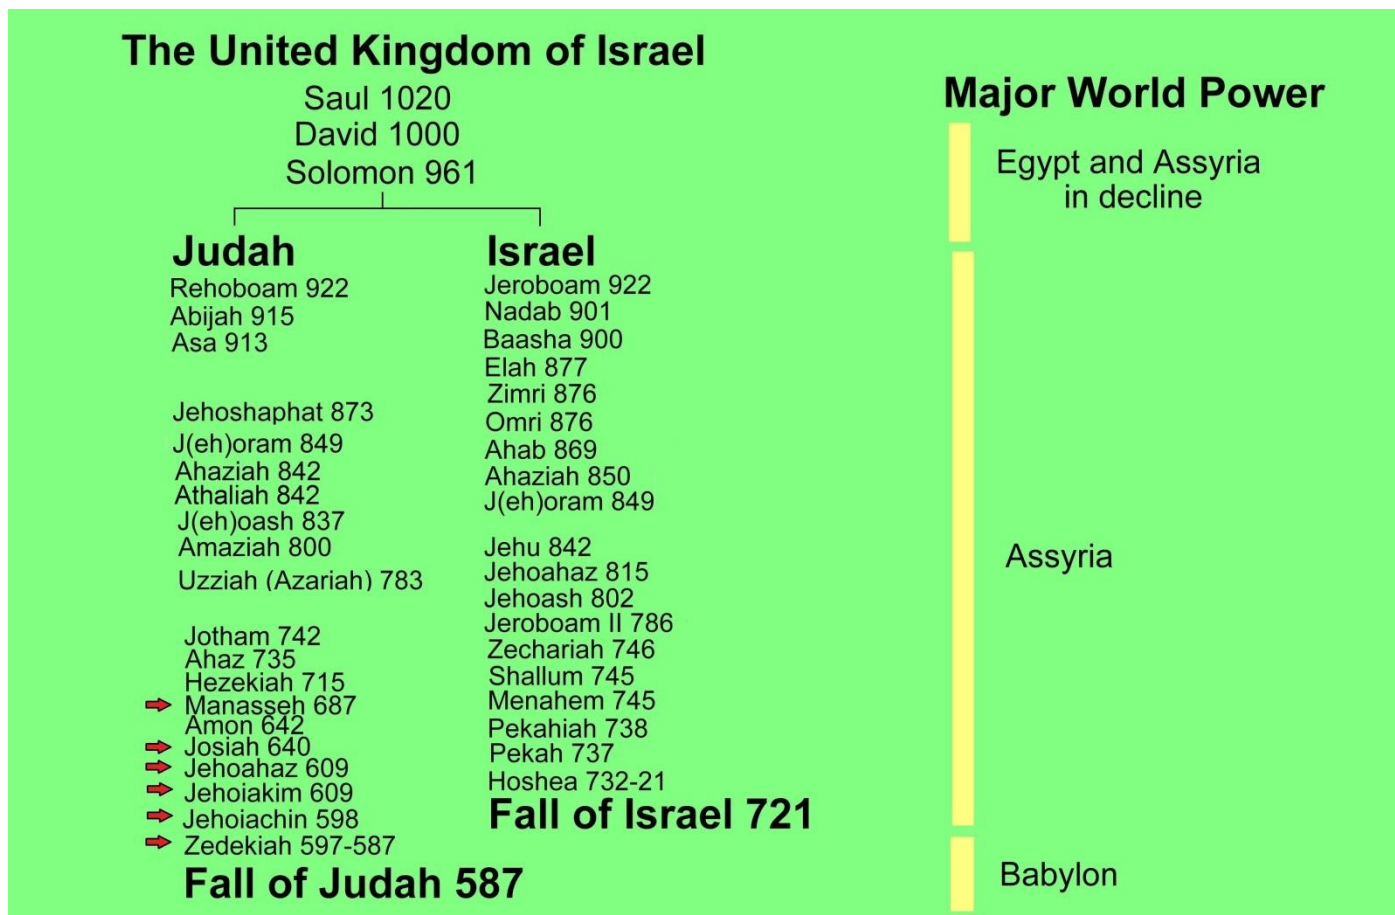 The United Kingdom of Israel
Saul 1020
David 1000
Solomon 961
Judah
Rehoboam 922
Abijah 915
Asa 913
Jehoshaphat 873
J(eh)oram 849
Ahaziah 842
Athaliah 842
J(eh)oash 837
Amaziah 800
Uzziah (Azariah) 783
Jotham 742
Ahaz 735
Hezekiah 715
Manasseh 687
Amon 642
Josiah 640
Jehoahaz 609
Jehoiakim 609
Jehoiachin 598
Zedekiah 597-587
Fall of Judah 587
Israel
Jeroboam 922
Nadab 901
Baasha 900
Elah 877
Zimri 876
Omri 876
Ahab 869
Ahaziah 850
J(eh)oram 849
Jehu 842
Jehoahaz 815
Jehoash 802
Jeroboam II 786
Zechariah 746
Shallum 745
Menahem 745
Pekahiah 738
Pekah 737
Hoshea 732-21
Fall of Israel 721
Major World Power
Egypt and Assyria
in decline
Assyria
Babylon